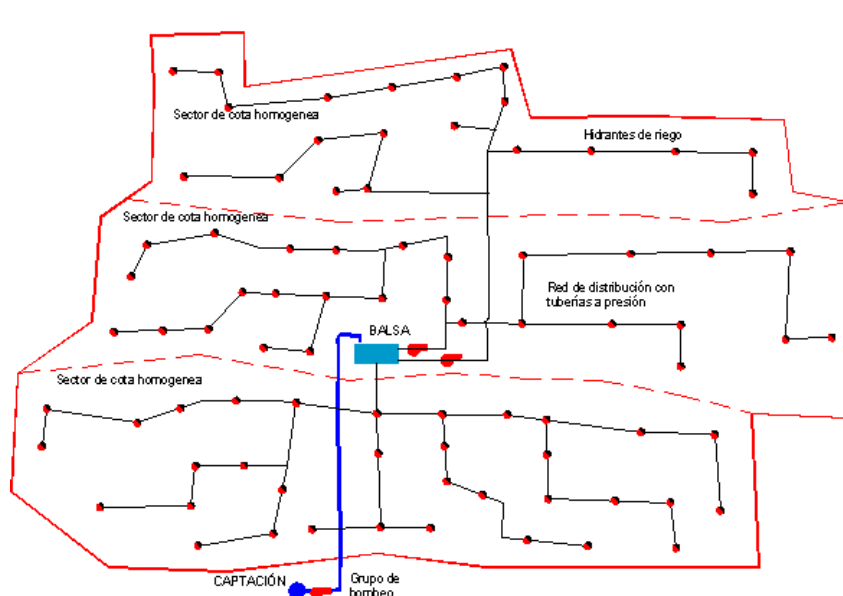 Sector de cota homogenea
Hidrantes de riego
Sector de cota homogenea
Red de distribución con
tuberías a presión
BALSA
Sector de cota homogenea
CAPTACIÓN
Grupo de
bombeo